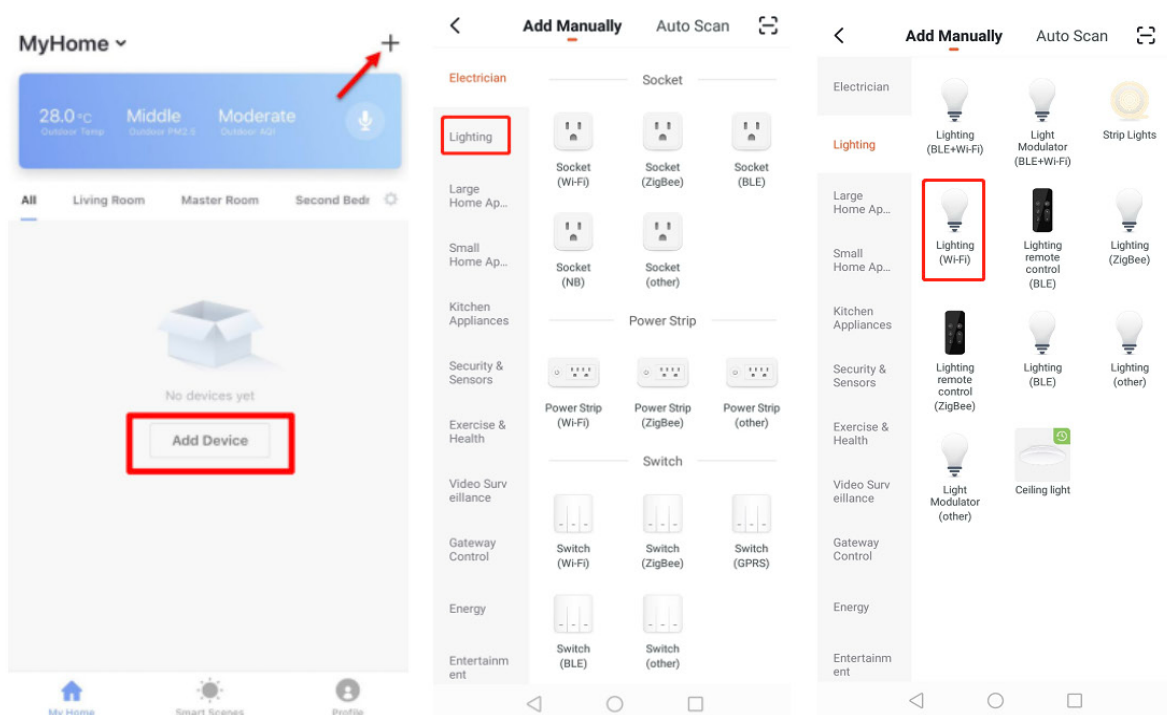 MyHome
28.0°C
Middle
Moderate
Outdoor Temp
Outdoor PM2.5
Outdoor AQI
All
Living Room
Master Room
Second Bedr
No devices yet
Add Device
My Home
Smart Scenes
Profile
Add Manually
Auto Scan
Electrician
Lighting
Large
Home Ap...
Small
Home Ap...
Kitchen
Appliances
Security &
Sensors
Exercise &
Health
Video Surv
eillance
Gateway
Control
Energy
Entertainm
ent
Socket
Socket
(Wi-Fi)
Socket
(ZigBee)
Socket
(BLE)
Socket
(NB)
Socket
(other)
Power Strip
Power Strip
(Wi-Fi)
Power Strip
(ZigBee)
Power Strip
(other)
Switch
Switch
(Wi-Fi)
Switch
(ZigBee)
Switch
(GPRS)
Switch
(BLE)
Switch
(other)
Add Manually
Auto Scan
Electrician
Lighting
Large
Home Ap...
Small
Home Ap...
Kitchen
Appliances
Security &
Sensors
Exercise &
Health
Video Surv
eillance
Gateway
Control
Energy
Entertainm
ent
Lighting
(BLE+Wi-Fi)
Light
Modulator
(BLE+Wi-Fi)
Strip Lights
Lighting
(Wi-Fi)
Lighting
remote
control
(BLE)
Lighting
(ZigBee)
Lighting
remote
control
(ZigBee)
Lighting
(BLE)
Lighting
(other)
Light
Modulator
(other)
Ceiling light